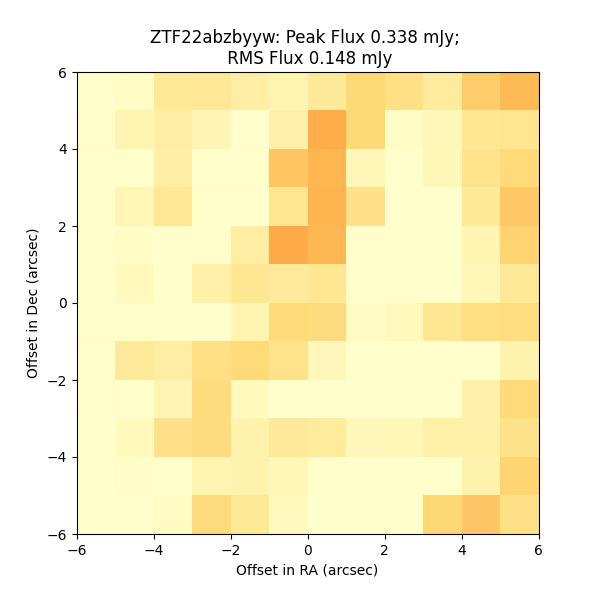 ZTF22abzbyyw: Peak Flux 0.338 mJy;
RMS Flux 0.148 mJy
6
4
2
0
−2
−4
−6
Offset in Dec (arcsec)
−6 −4 −2 0 2 4 6
Offset in RA (arcsec)